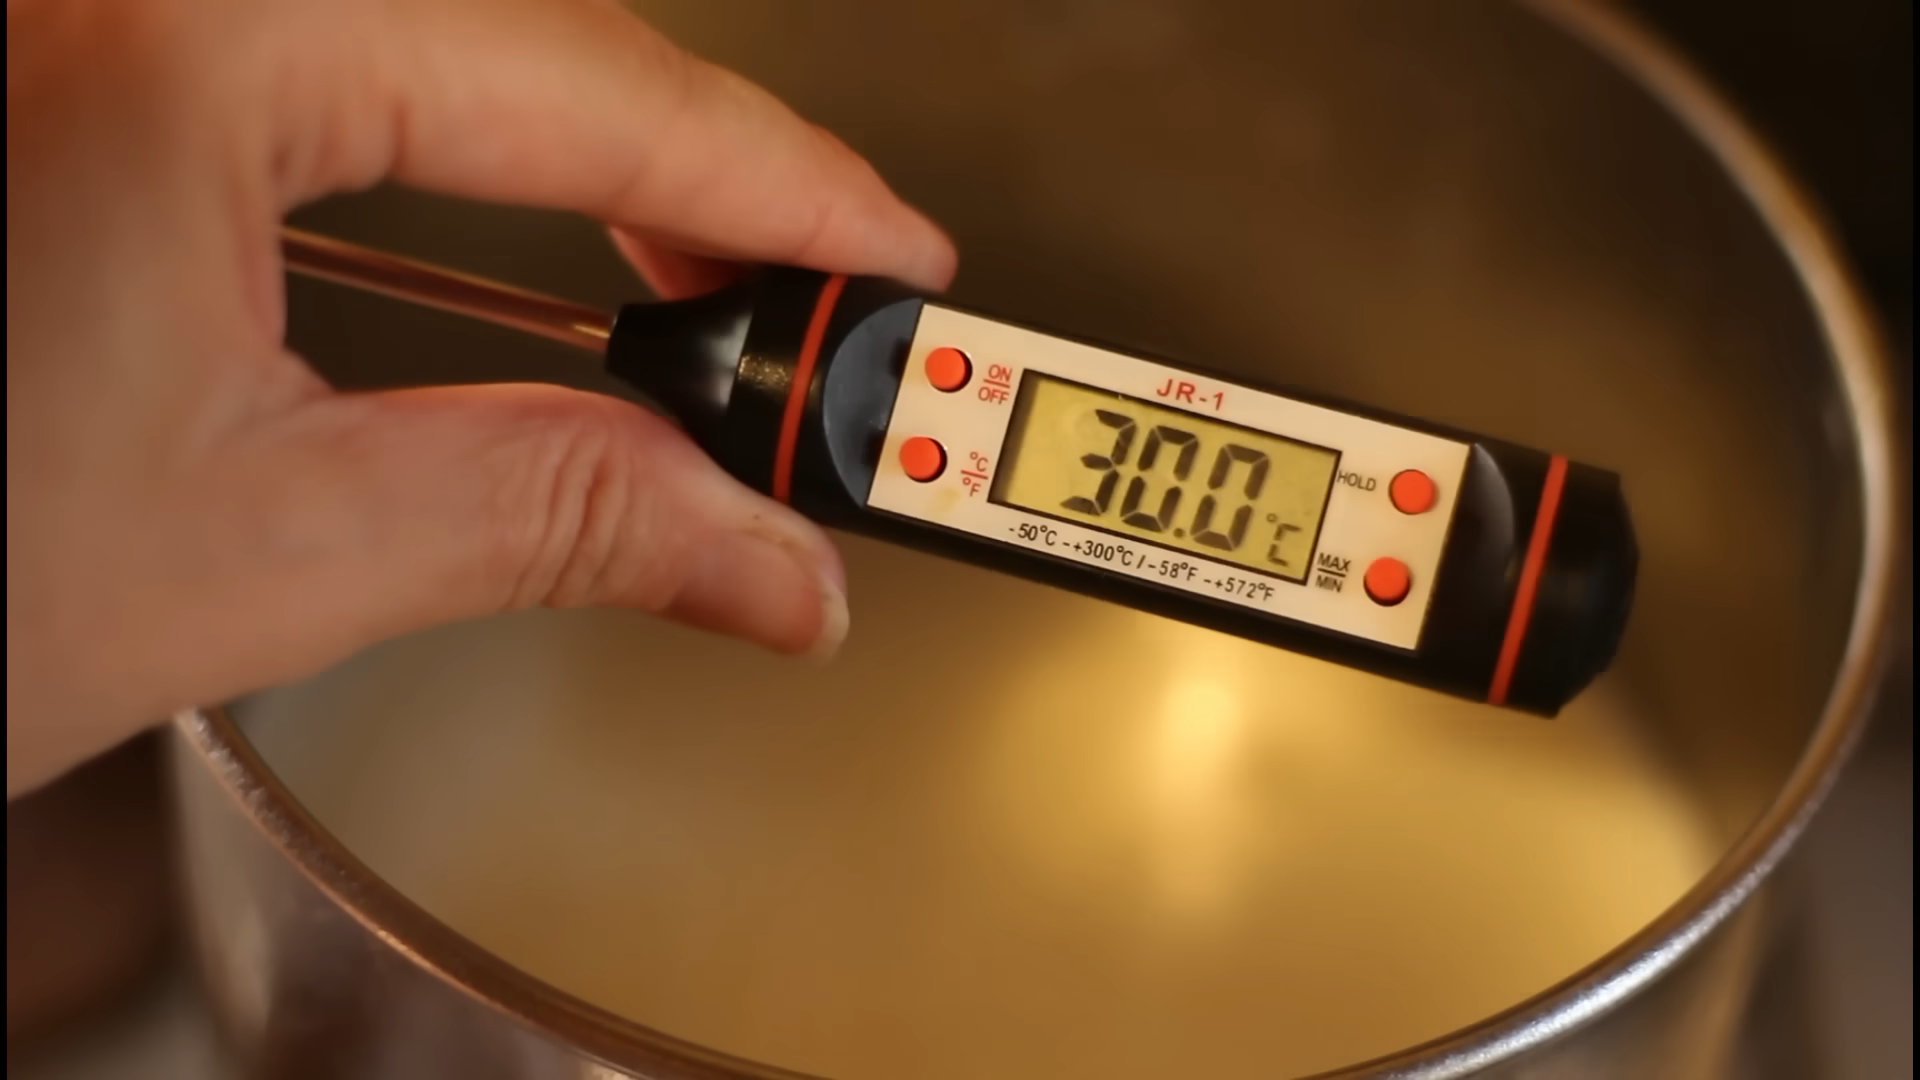 JR-1
ON
OFF
°C
°F
30.0 °C
HOLD
MAX
MIN
-50°C -+300°C / -58°F -+572°F